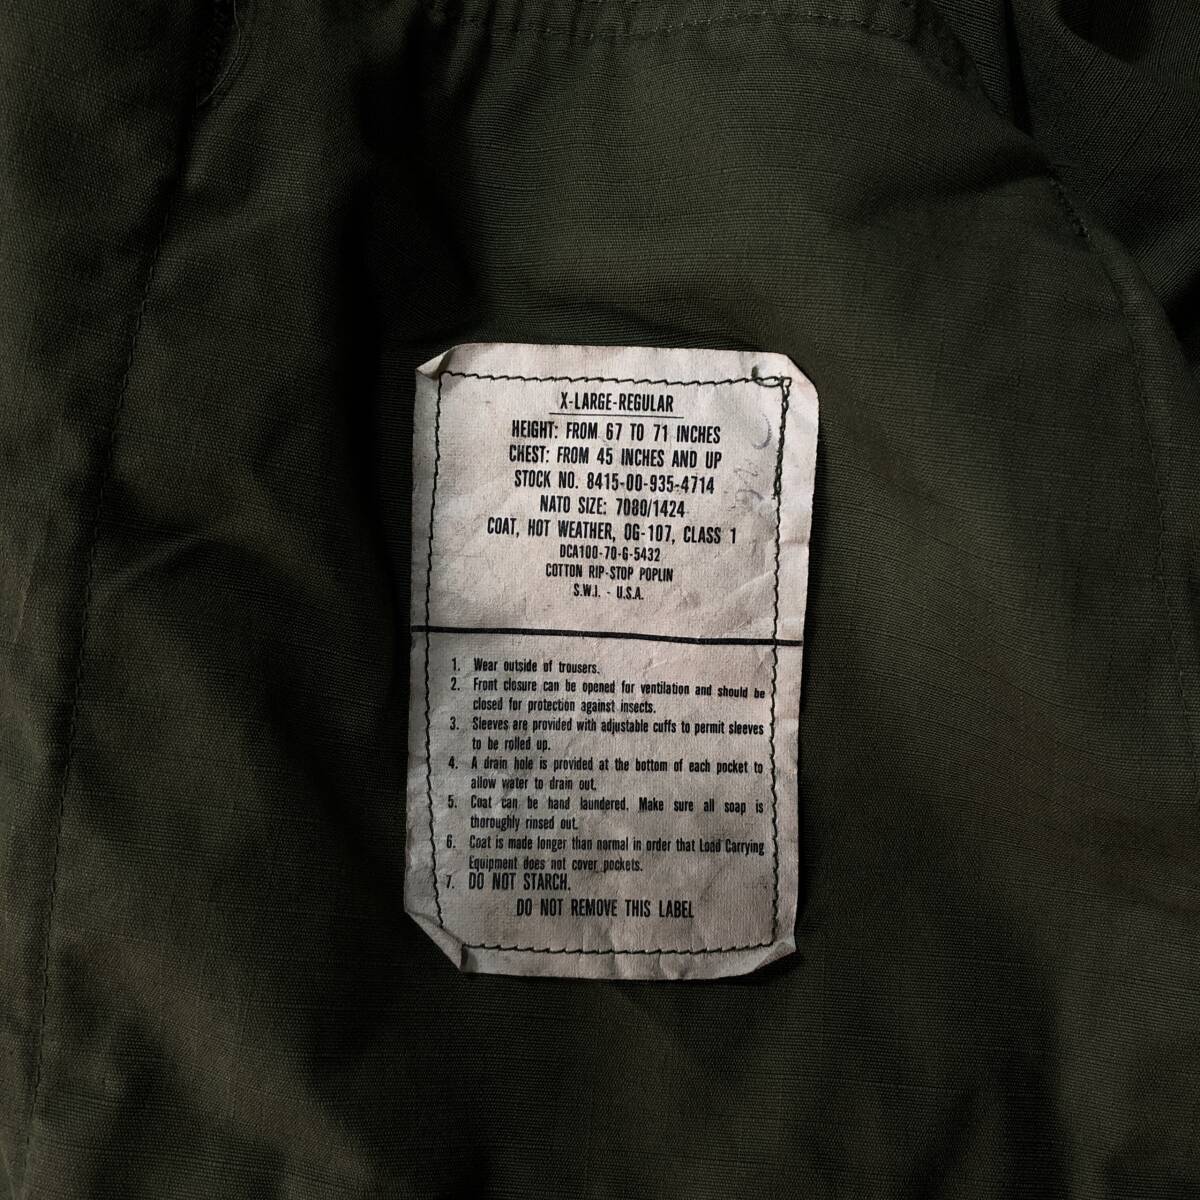 X-LARGE-REGULAR
HEIGHT: FROM 67 TO 71 INCHES
CHEST: FROM 45 INCHES AND UP
STOCK NO. 8415-00-935-4714
NATO SIZE: 7080/1424
COAT, HOT WEATHER, OG-107, CLASS 1
DCA100-70-G-5432
COTTON RIP-STOP POPLIN
S.W.I. - U.S.A.
1. Wear outside of trousers.
2. Front closure can be opened for ventilation and should be
closed for protection against insects.
3. Sleeves are provided with adjustable cuffs to permit sleeves
to be rolled up.
4. A drain hole is provided at the bottom of each pocket to
allow water to drain out.
5. Coat can be hand laundered. Make sure all soap is
thoroughly rinsed out.
6. Coat is made longer than normal in order that Load Carrying
Equipment does not cover pockets.
7. DO NOT STARCH.
DO NOT REMOVE THIS LABEL